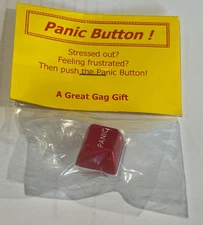 Panic Button !
Stressed out?
Feeling frustrated?
Then push the Panic Button!
A Great Gag Gift
PANIC